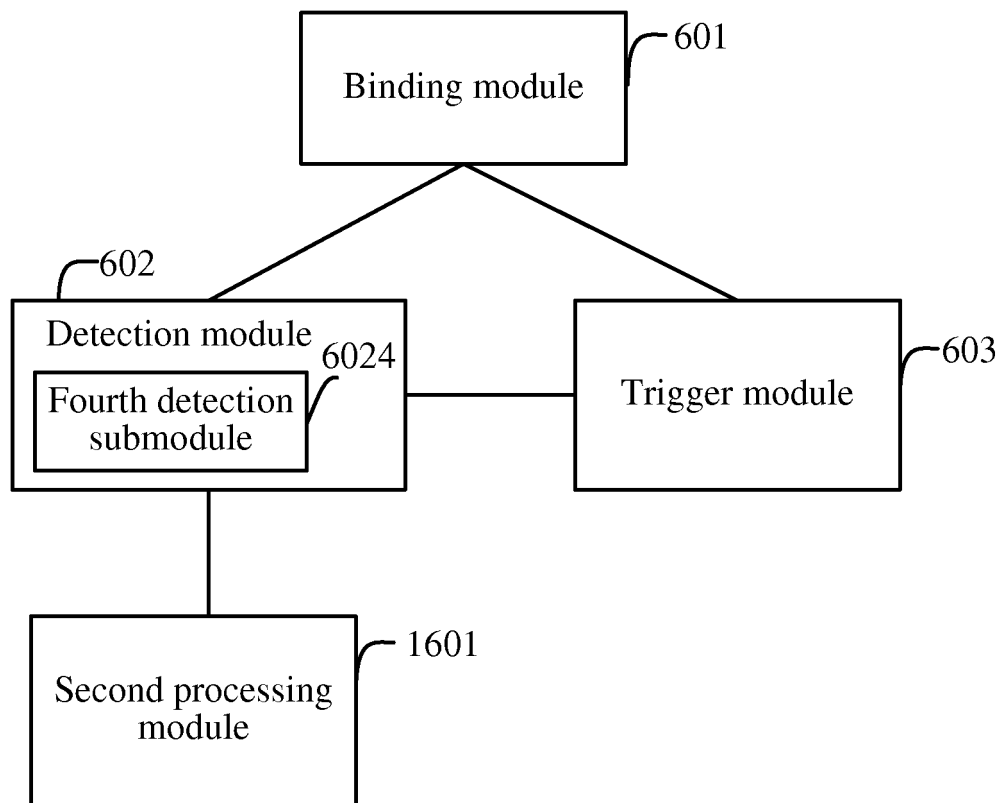 601
Binding module
602
Detection module
6024
Fourth detection
submodule
603
Trigger module
1601
Second processing
module